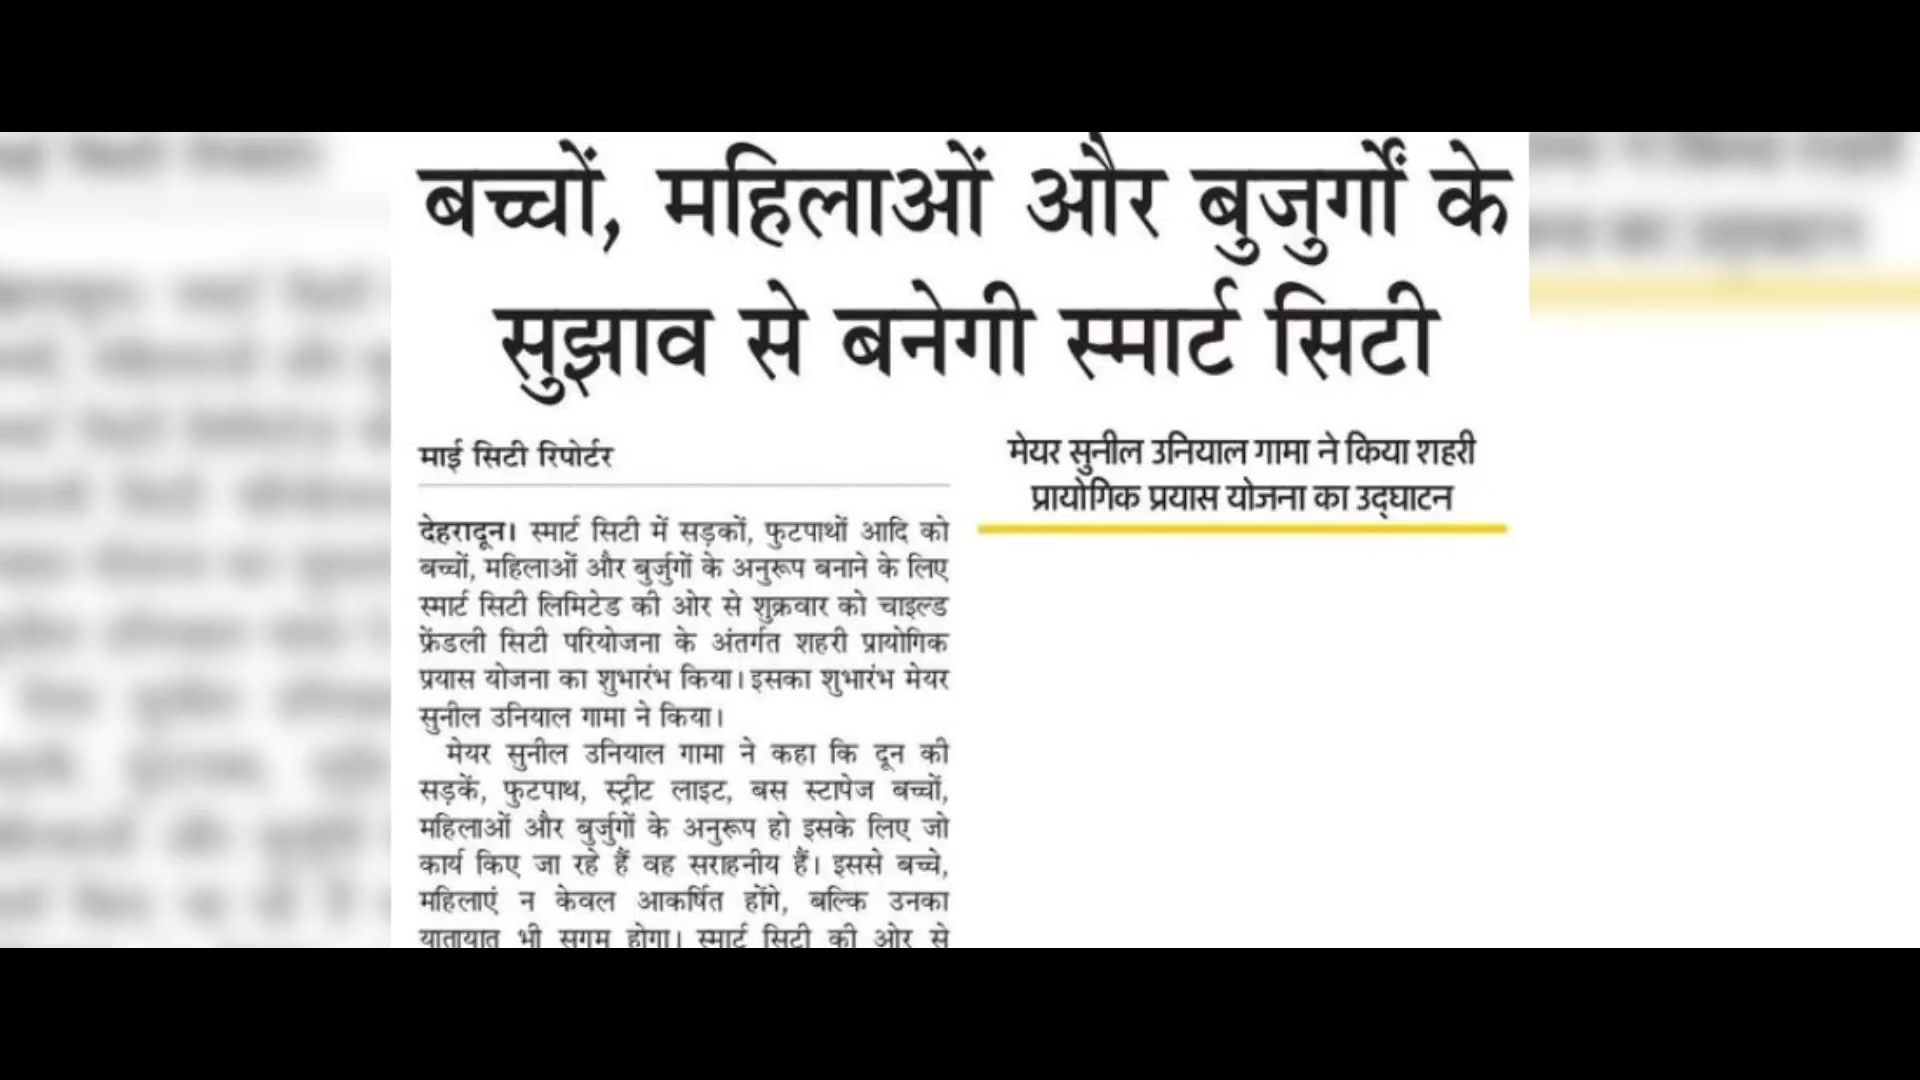 बच्चों, महिलाओं और बुजुर्गों के
सुझाव से बनेगी स्मार्ट सिटी
माई सिटी रिपोर्टर
देहरादून। स्मार्ट सिटी में सड़कों, फुटपाथों आदि को
बच्चों, महिलाओं और बुर्जुगों के अनुरूप बनाने के लिए
स्मार्ट सिटी लिमिटेड की ओर से शुक्रवार को चाइल्ड
फ्रेंडली सिटी परियोजना के अंतर्गत शहरी प्रायोगिक
प्रयास योजना का शुभारंभ किया। इसका शुभारंभ मेयर
सुनील उनियाल गामा ने किया।
मेयर सुनील उनियाल गामा ने कहा कि दून की
सड़कें, फुटपाथ, स्ट्रीट लाइट, बस स्टापेज बच्चों,
महिलाओं और बुर्जुगों के अनुरूप हो इसके लिए जो
कार्य किए जा रहे हैं वह सराहनीय हैं। इससे बच्चे,
महिलाएं न केवल आकर्षित होंगे, बल्कि उनका
यातायात भी सुगम होगा। स्मार्ट सिटी की ओर से
मेयर सुनील उनियाल गामा ने किया शहरी
प्रायोगिक प्रयास योजना का उद्घाटन